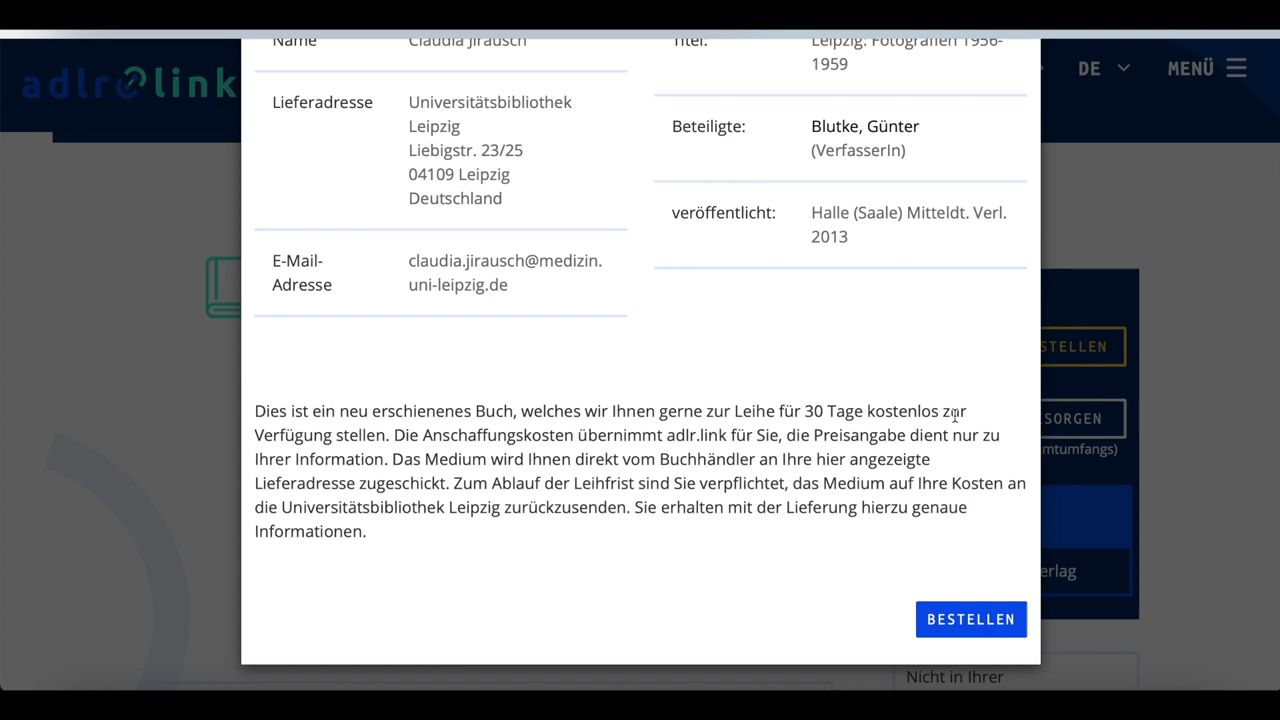 Name
Claudia Jirausch
Lieferadresse
Universitätsbibliothek
Leipzig
Liebigstr. 23/25
04109 Leipzig
Deutschland
E-Mail-
Adresse
claudia.jirausch@medizin.
uni-leipzig.de
Titel:
Leipzig: Fotografien 1956-
1959
Beteiligte:
Blutke, Günter
(VerfasserIn)
veröffentlicht:
Halle (Saale) Mitteldt. Verl.
2013
Dies ist ein neu erschienenes Buch, welches wir Ihnen gerne zur Leihe für 30 Tage kostenlos zur
Verfügung stellen. Die Anschaffungskosten übernimmt adlr.link für Sie, die Preisangabe dient nur zu
Ihrer Information. Das Medium wird Ihnen direkt vom Buchhändler an Ihre hier angezeigte
Lieferadresse zugeschickt. Zum Ablauf der Leihfrist sind Sie verpflichtet, das Medium auf Ihre Kosten an
die Universitätsbibliothek Leipzig zurückzusenden. Sie erhalten mit der Lieferung hierzu genaue
Informationen.
BESTELLEN
adlr link
DE
MENÜ
STELLEN
SORGEN
mtumfangs)
erlag
Nicht in Ihrer